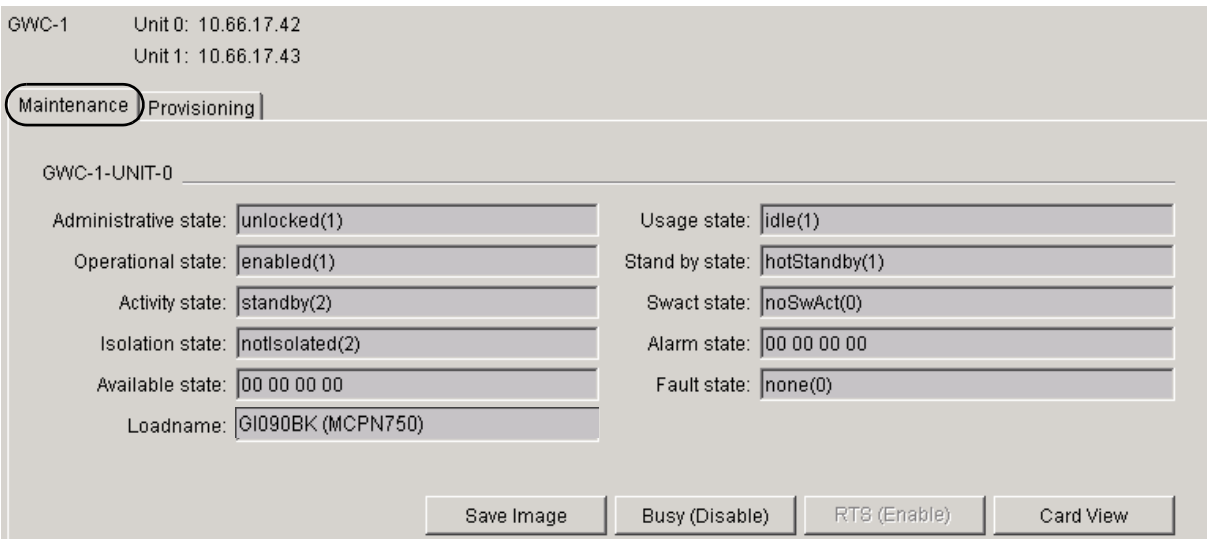 GWC-1 Unit 0: 10.66.17.42
Unit 1: 10.66.17.43
Maintenance Provisioning
GWC-1-UNIT-0
Administrative state: unlocked(1) Usage state: idle(1)
Operational state: enabled(1) Stand by state: hotStandby(1)
Activity state: standby(2) Swact state: noSwAct(0)
Isolation state: notIsolated(2) Alarm state: 00 00 00 00
Available state: 00 00 00 00 Fault state: none(0)
Loadname: GI090BK (MCPN750)
Save Image Busy (Disable) RTS (Enable) Card View